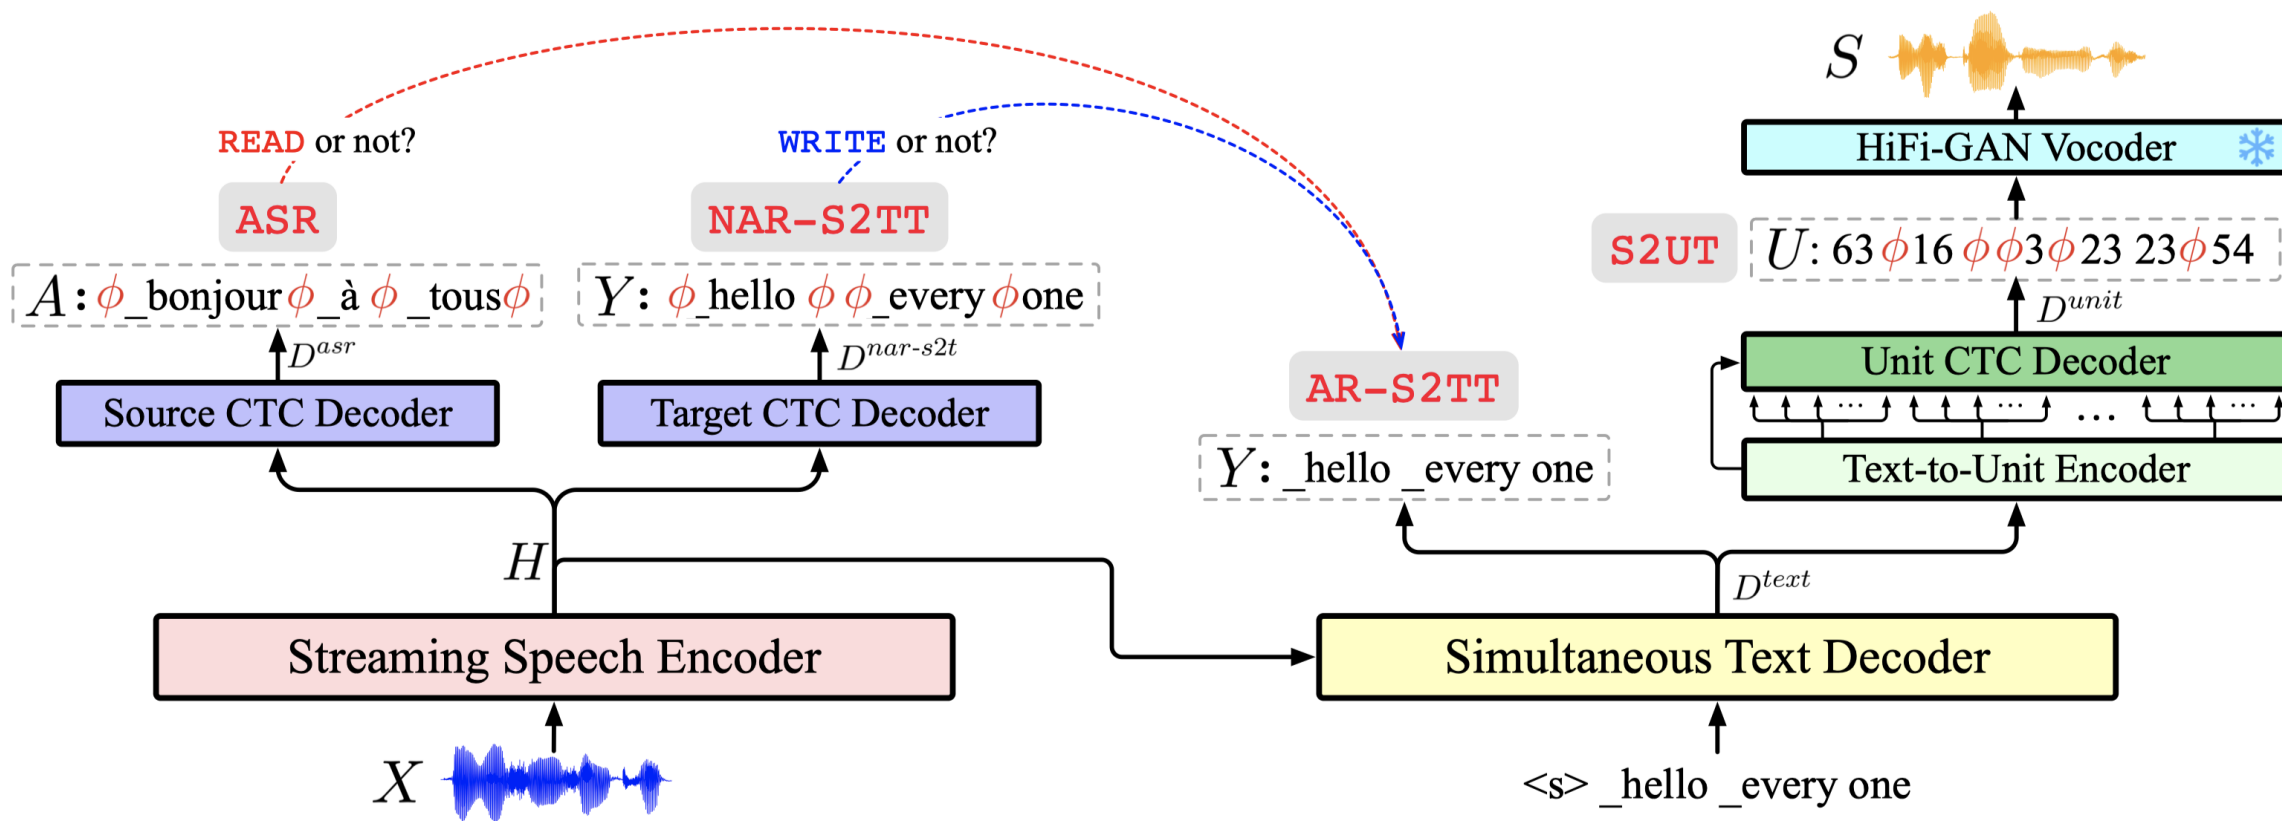 S
HiFi-GAN Vocoder
READ or not?
WRITE or not?
ASR
NAR-S2TT
S2UT
U: 63 ϕ 16 ϕ ϕ 3 ϕ 23 23 ϕ 54
A: ϕ _bonjour ϕ _à ϕ _tous ϕ
Y: ϕ _hello ϕ ϕ _every ϕ one
D^{unit}
D^{asr}
D^{nar-s2t}
Unit CTC Decoder
AR-S2TT
Source CTC Decoder
Target CTC Decoder
... ... ... ...
Y: _hello _every one
Text-to-Unit Encoder
H
D^{text}
Streaming Speech Encoder
Simultaneous Text Decoder
X
<s> _hello _every one